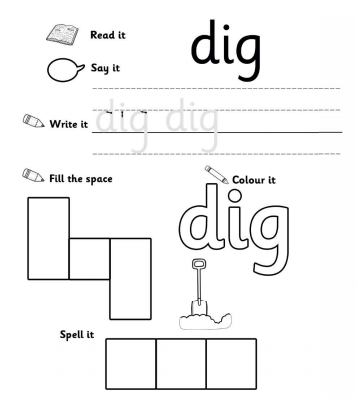 Read it
dig
Say it
Write it dig dig
Fill the space
Colour it
dig
Spell it